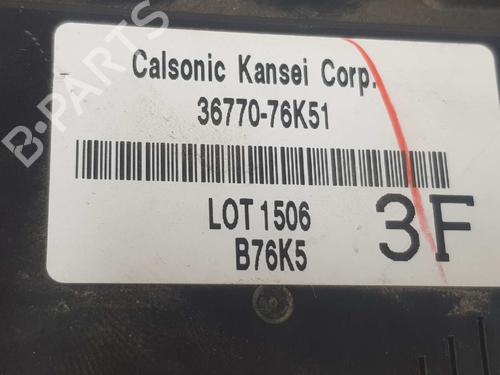 B-PARTS
Calsonic Kansei Corp.
36770-76K51
LOT 1506
3F
B76K5